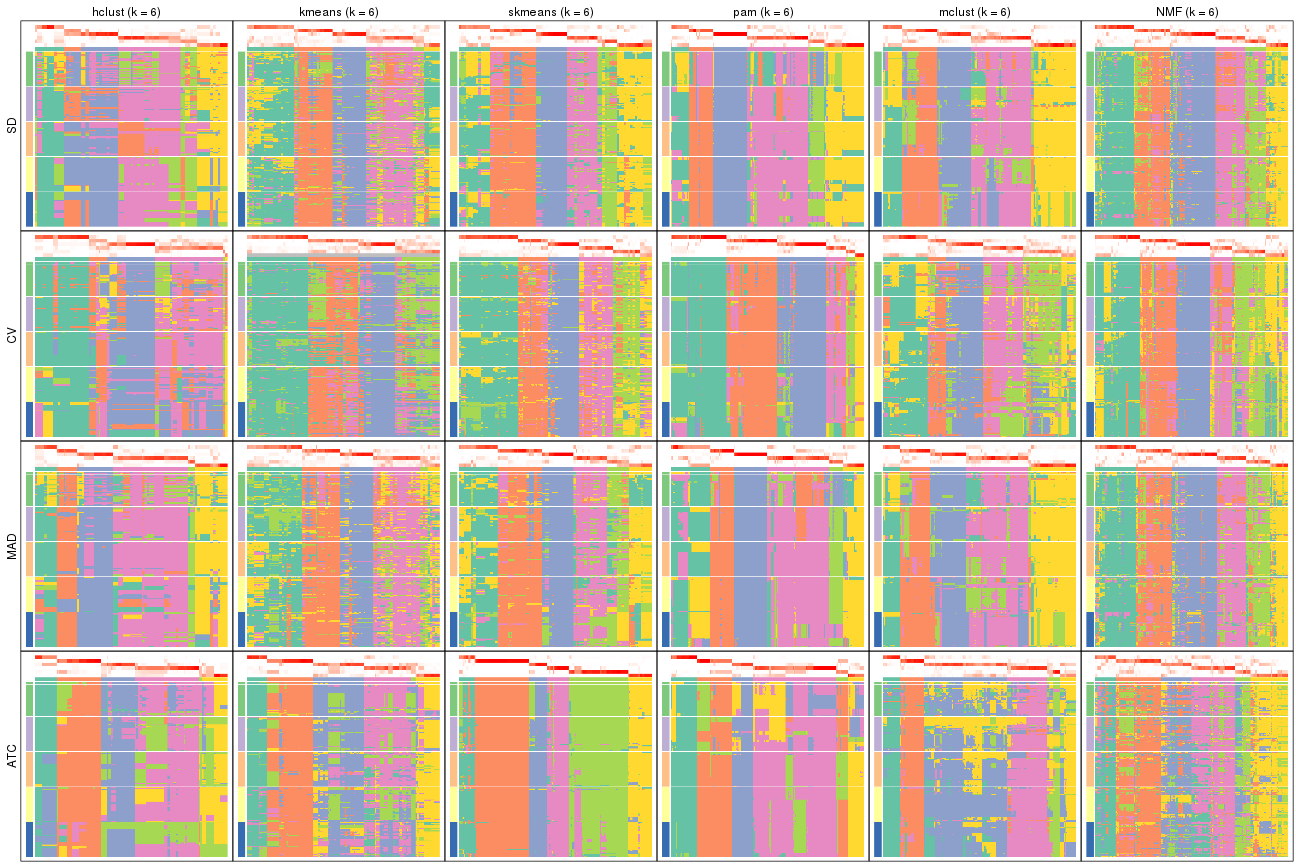 hclust (k = 6) kmeans (k = 6) skmeans (k = 6) pam (k = 6) mclust (k = 6) NMF (k = 6)
SD
CV
MAD
ATC